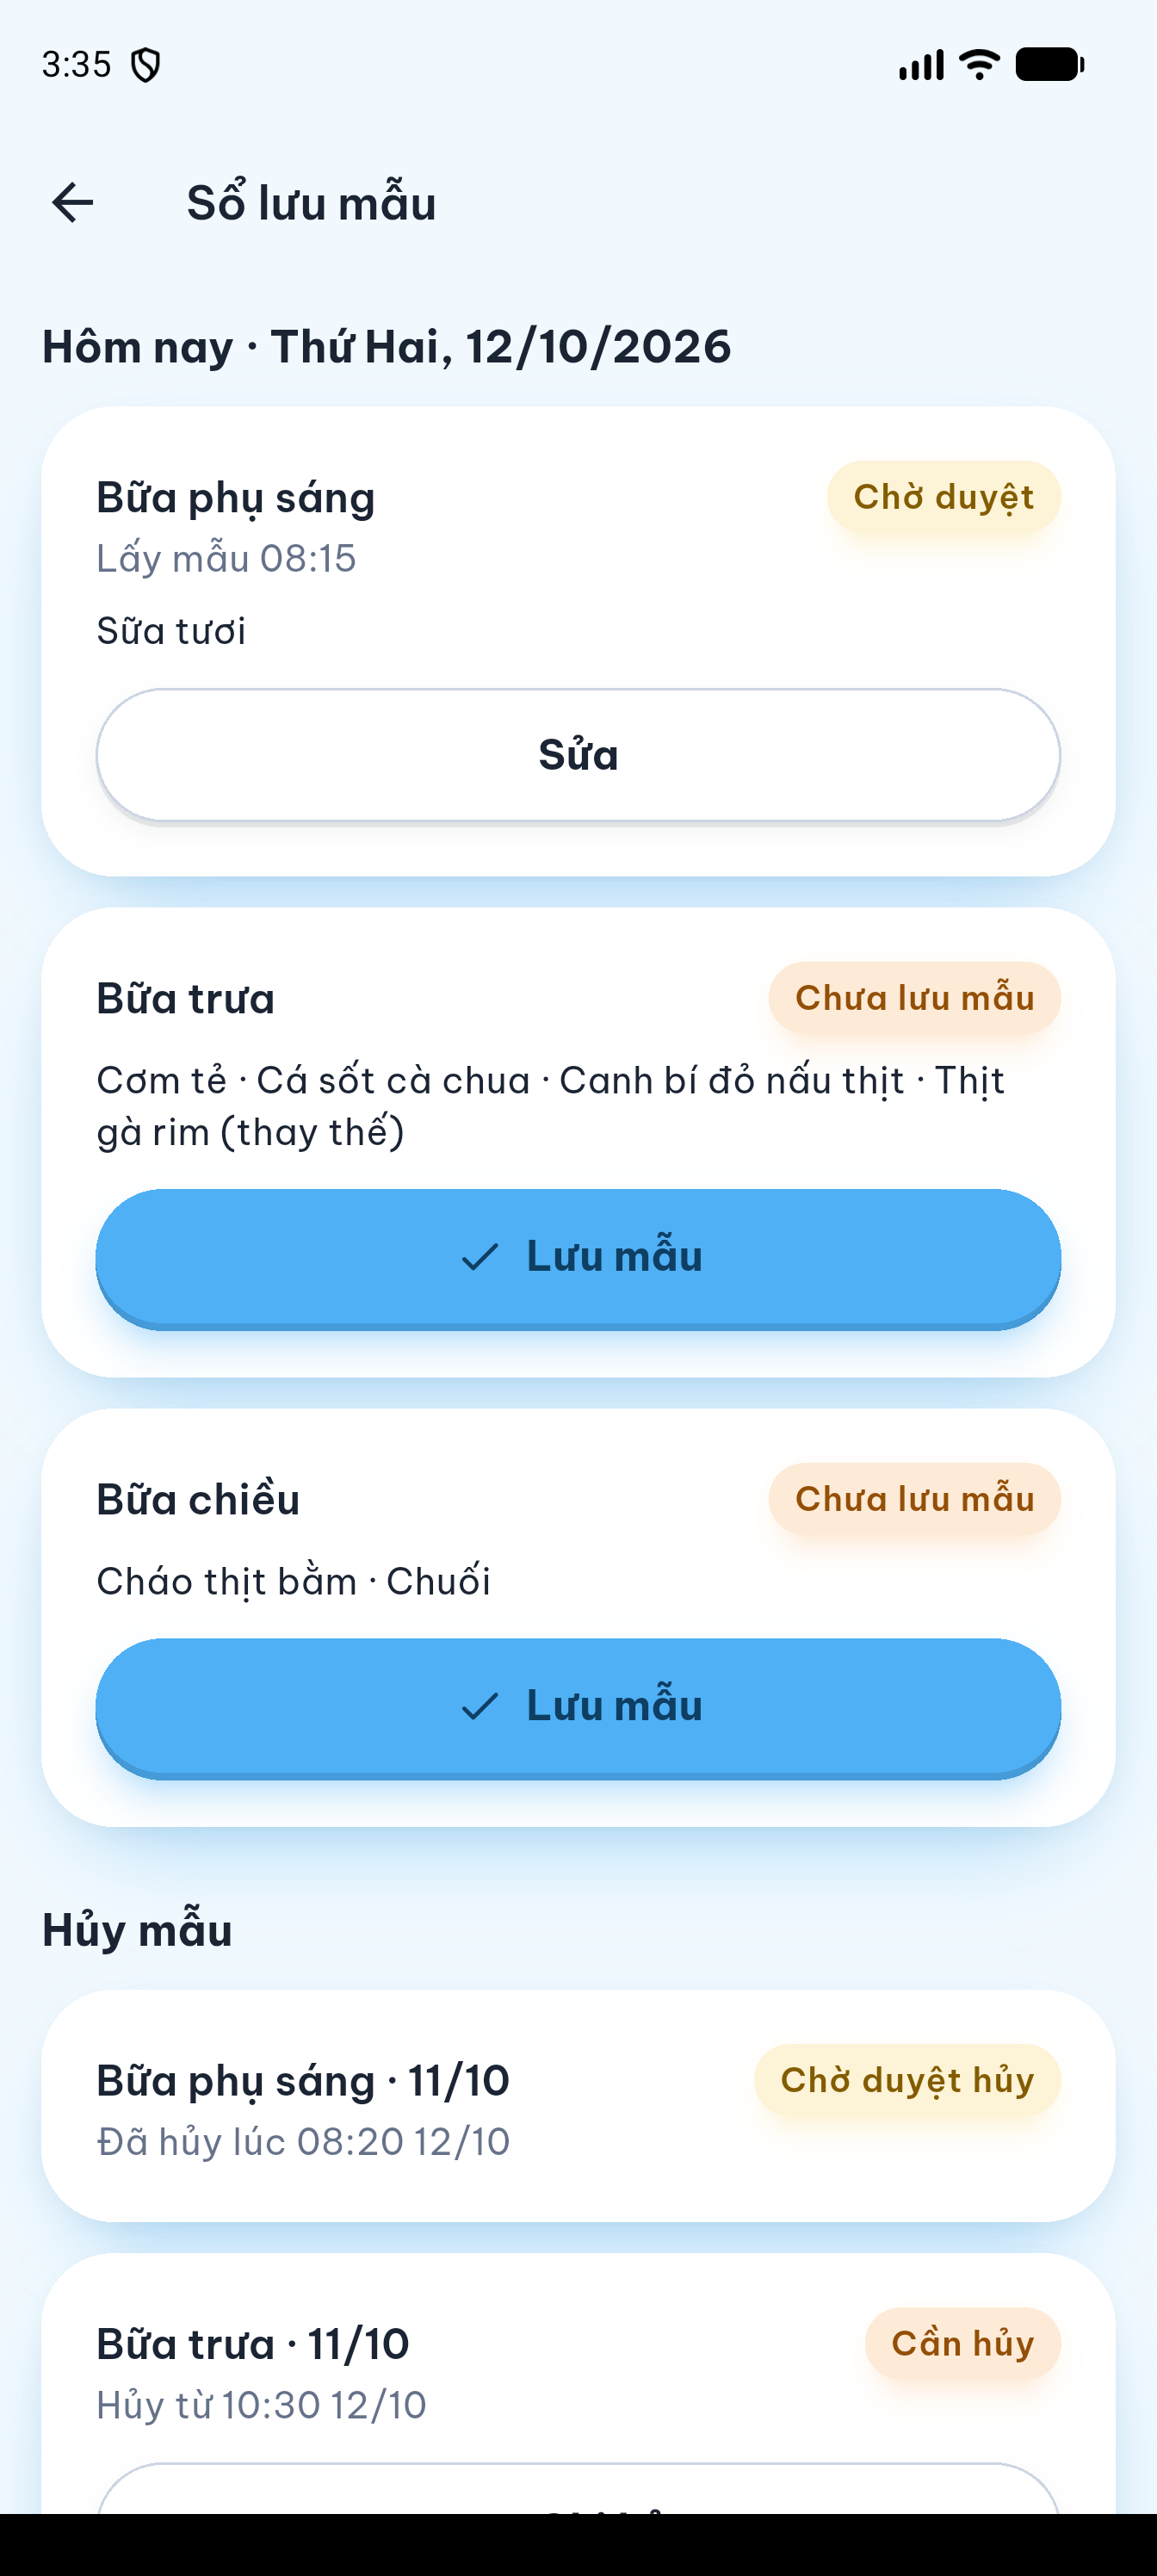 3:35
Sổ lưu mẫu
Hôm nay · Thứ Hai, 12/10/2026
Bữa phụ sáng
Chờ duyệt
Lấy mẫu 08:15
Sữa tươi
Sửa
Bữa trưa
Chưa lưu mẫu
Cơm tẻ · Cá sốt cà chua · Canh bí đỏ nấu thịt · Thịt
gà rim (thay thế)
Lưu mẫu
Bữa chiều
Chưa lưu mẫu
Cháo thịt bằm · Chuối
Lưu mẫu
Hủy mẫu
Bữa phụ sáng · 11/10
Chờ duyệt hủy
Đã hủy lúc 08:20 12/10
Bữa trưa · 11/10
Cần hủy
Hủy từ 10:30 12/10